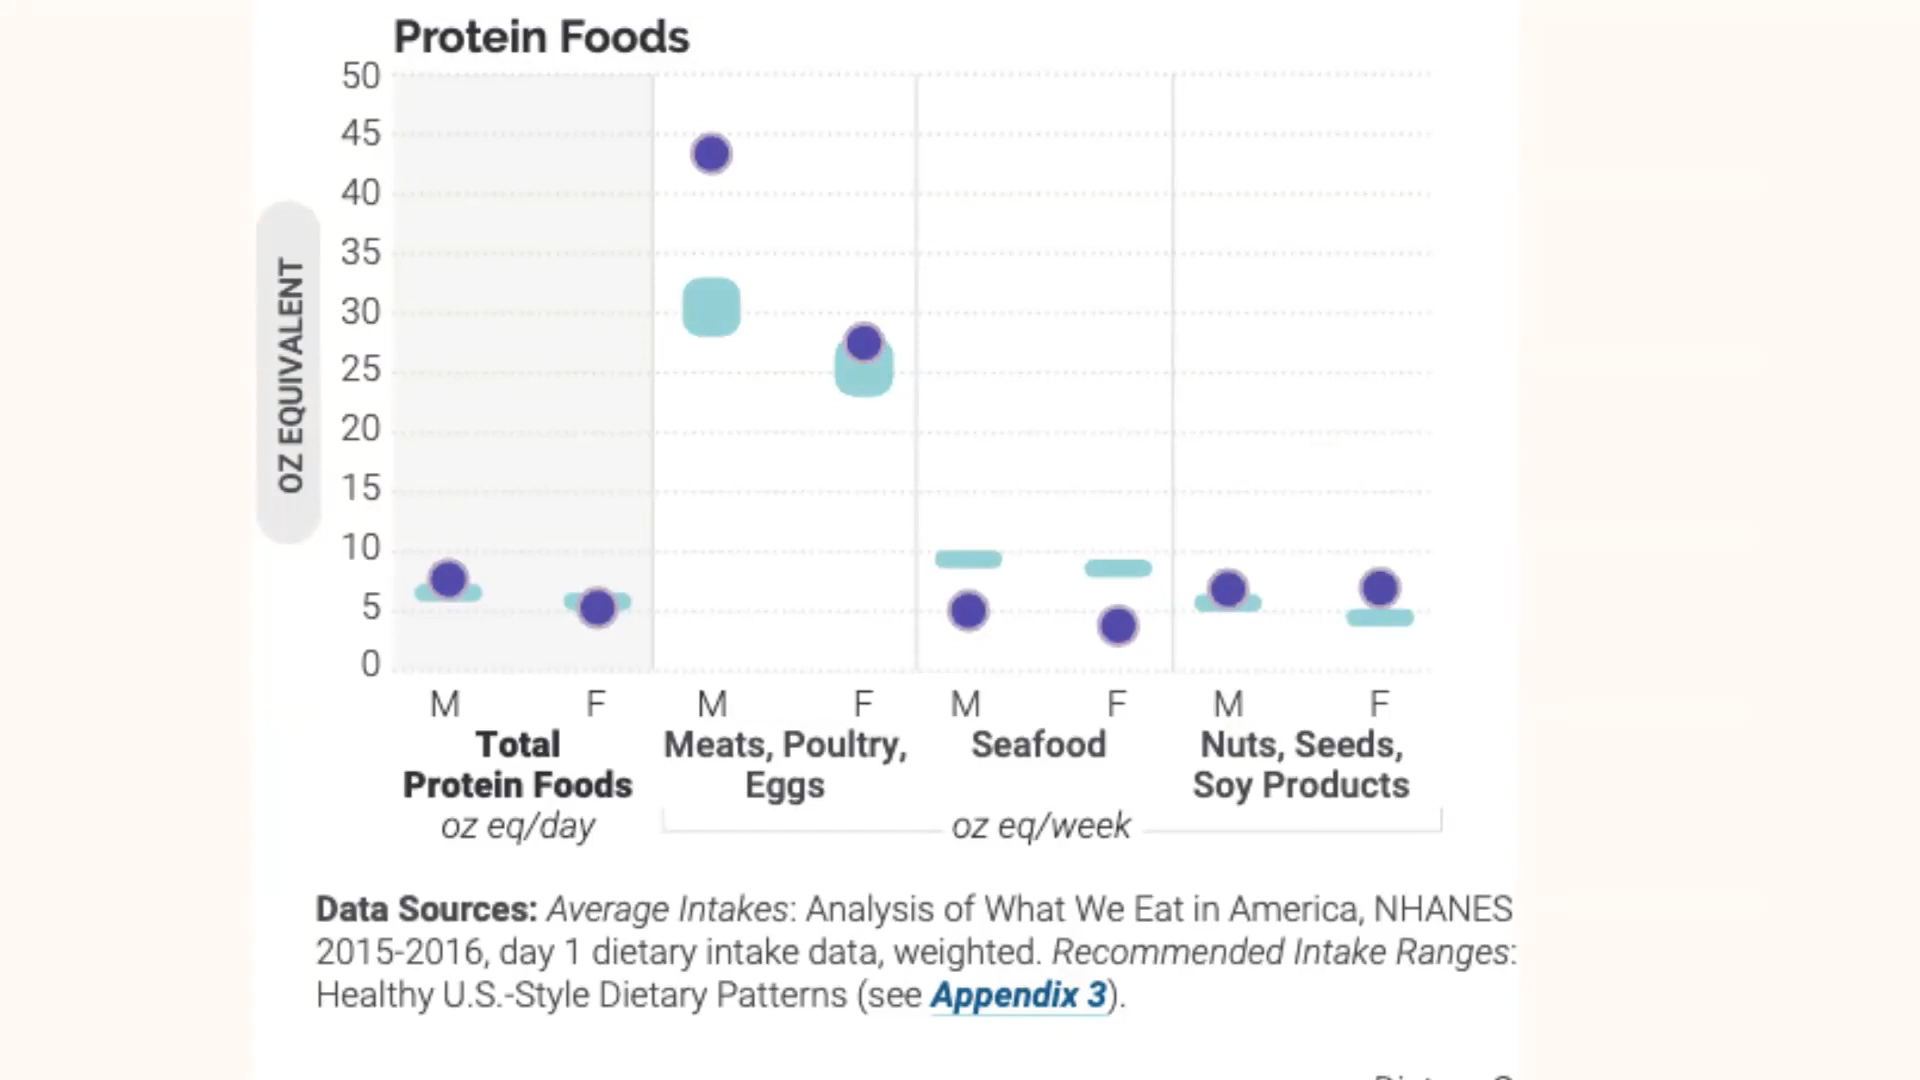 Protein Foods
50
45
40
35
30
25
20
15
10
5
0
OZ EQUIVALENT
M F M F M F M F
Total Meats, Poultry, Seafood Nuts, Seeds,
Protein Foods Eggs Soy Products
oz eq/day oz eq/week
Data Sources: Average Intakes: Analysis of What We Eat in America, NHANES
2015-2016, day 1 dietary intake data, weighted. Recommended Intake Ranges:
Healthy U.S.-Style Dietary Patterns (see Appendix 3).